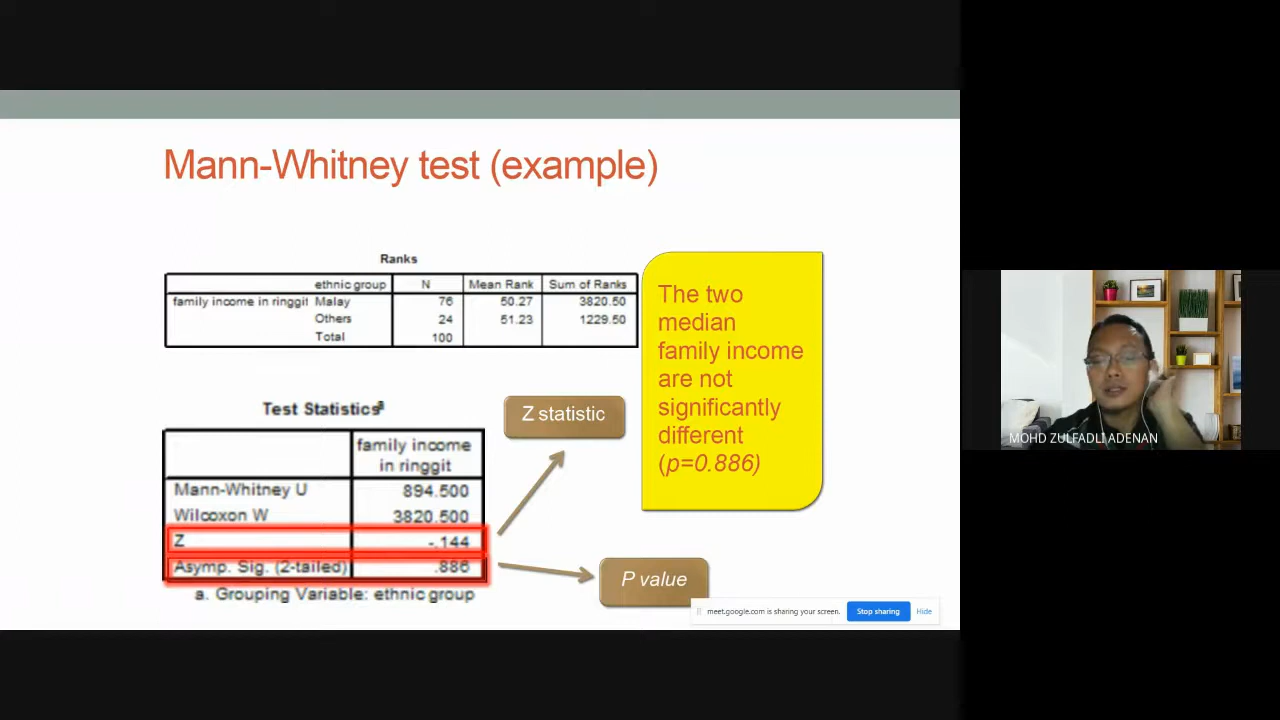 Mann-Whitney test (example)
Ranks
ethnic group N Mean Rank Sum of Ranks
family income in ringgit Malay 76 50.27 3820.50
Others 24 51.23 1229.50
Total 100
The two
median
family income
are not
significantly
different
(p=0.886)
Test Statistics a
family income
in ringgit
Mann-Whitney U 894.500
Wilcoxon W 3820.500
Z -.144
Asymp. Sig. (2-tailed) .886
a. Grouping Variable: ethnic group
Z statistic
P value
meet.google.com is sharing your screen. Stop sharing Hide
MOHD ZULFADLI ADENAN